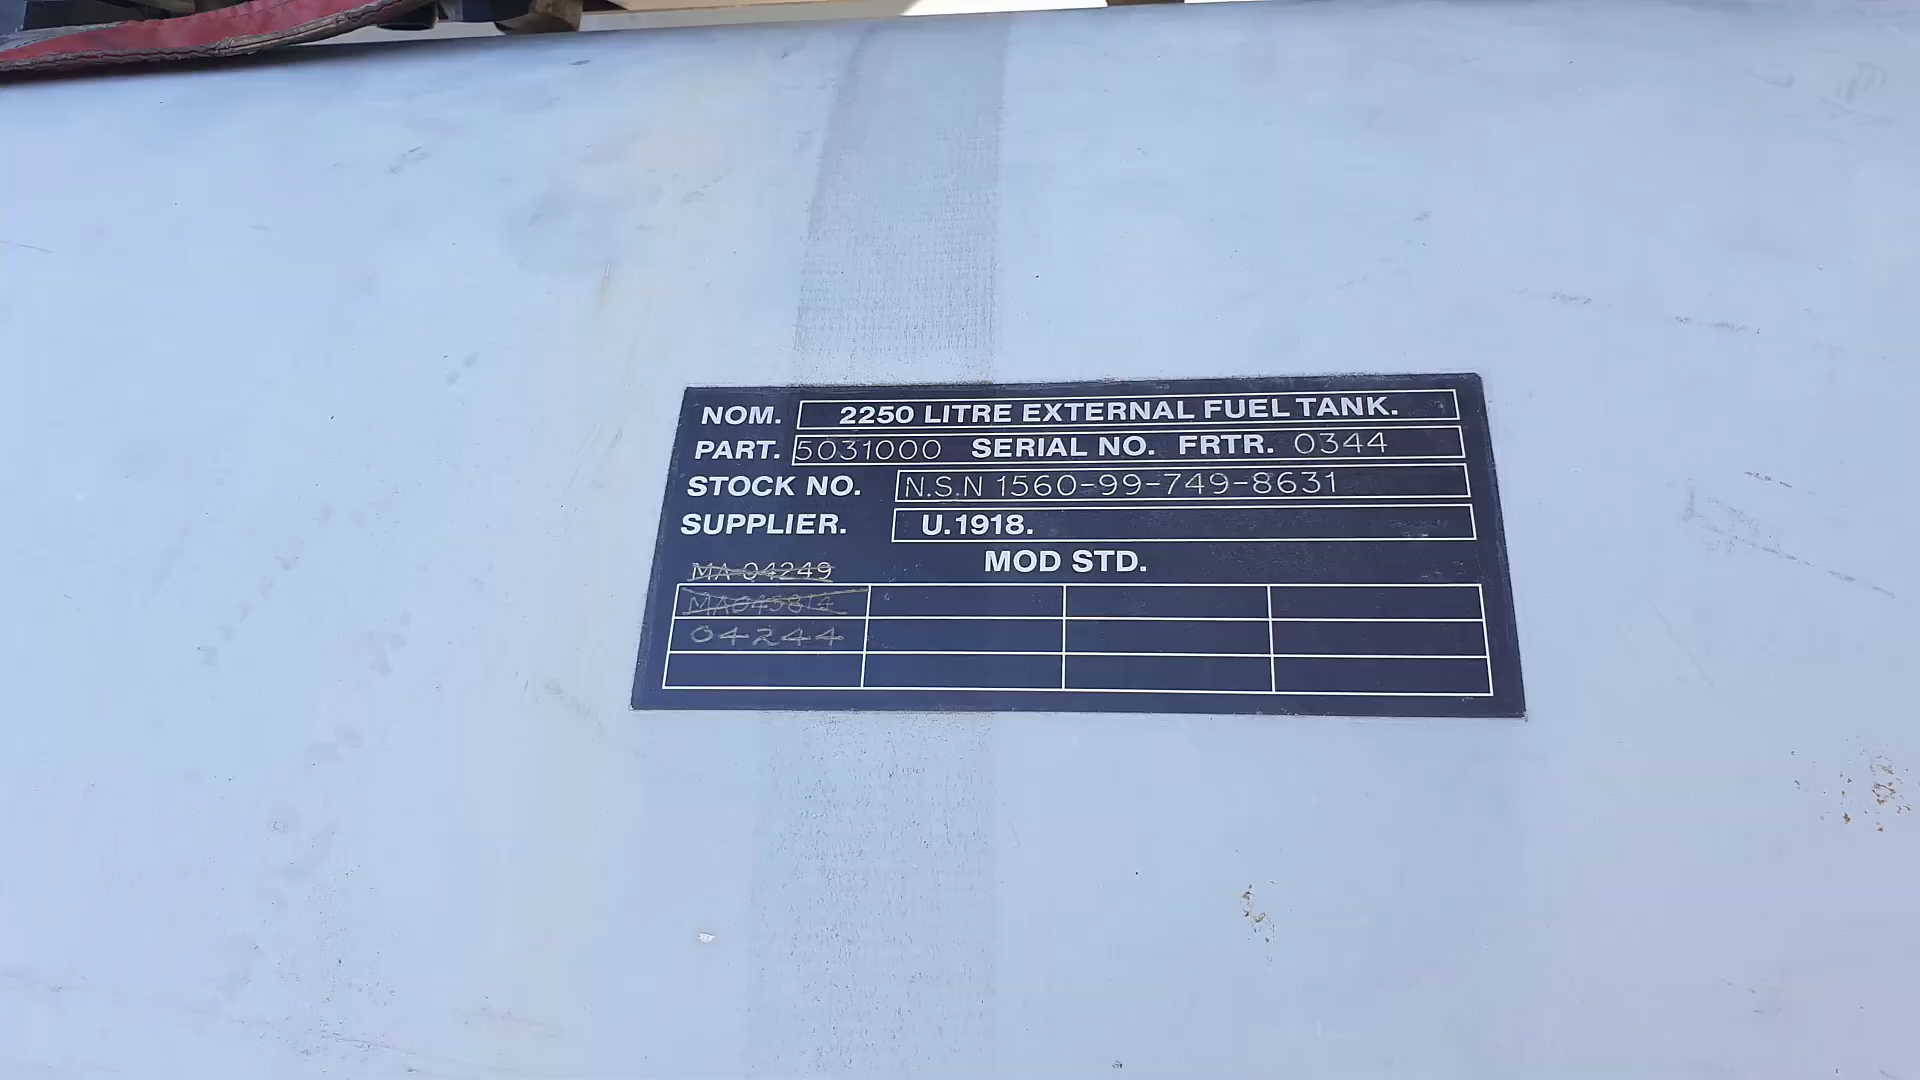 NOM. 2250 LITRE EXTERNAL FUEL TANK.
PART. 5031000 SERIAL NO. FRTR. 0344
STOCK NO. N.S.N 1560-99-749-8631
SUPPLIER. U.1918.
MOD STD.
MA 04249
04244